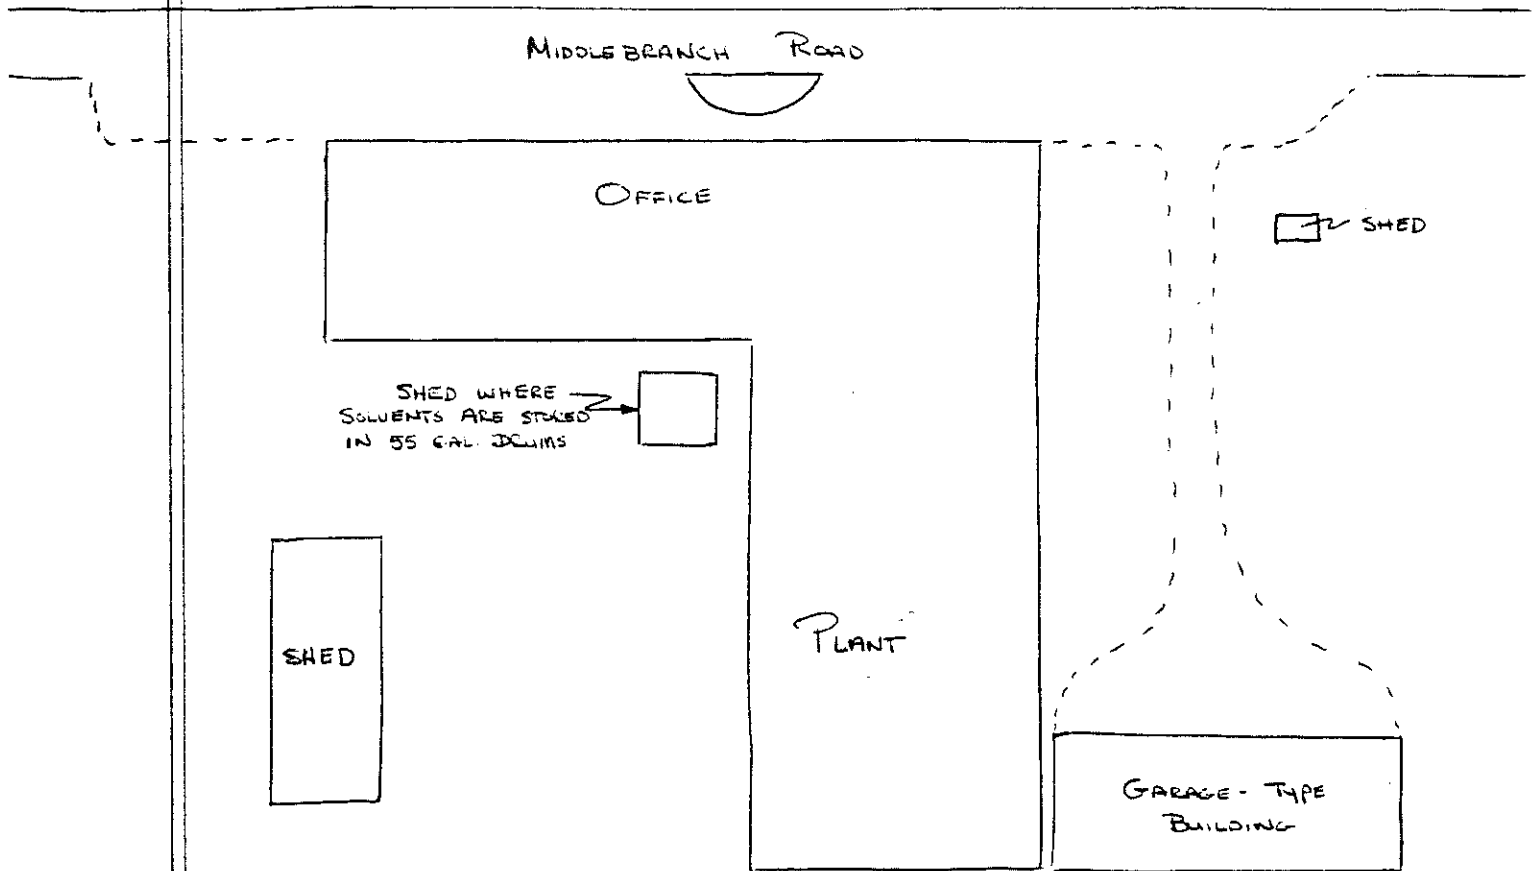 MIDDLEBRANCH ROAD
OFFICE
SHED
SHED WHERE
SOLVENTS ARE STORED
IN 55 GAL. DRUMS
SHED
PLANT
GARAGE-TYPE
BUILDING